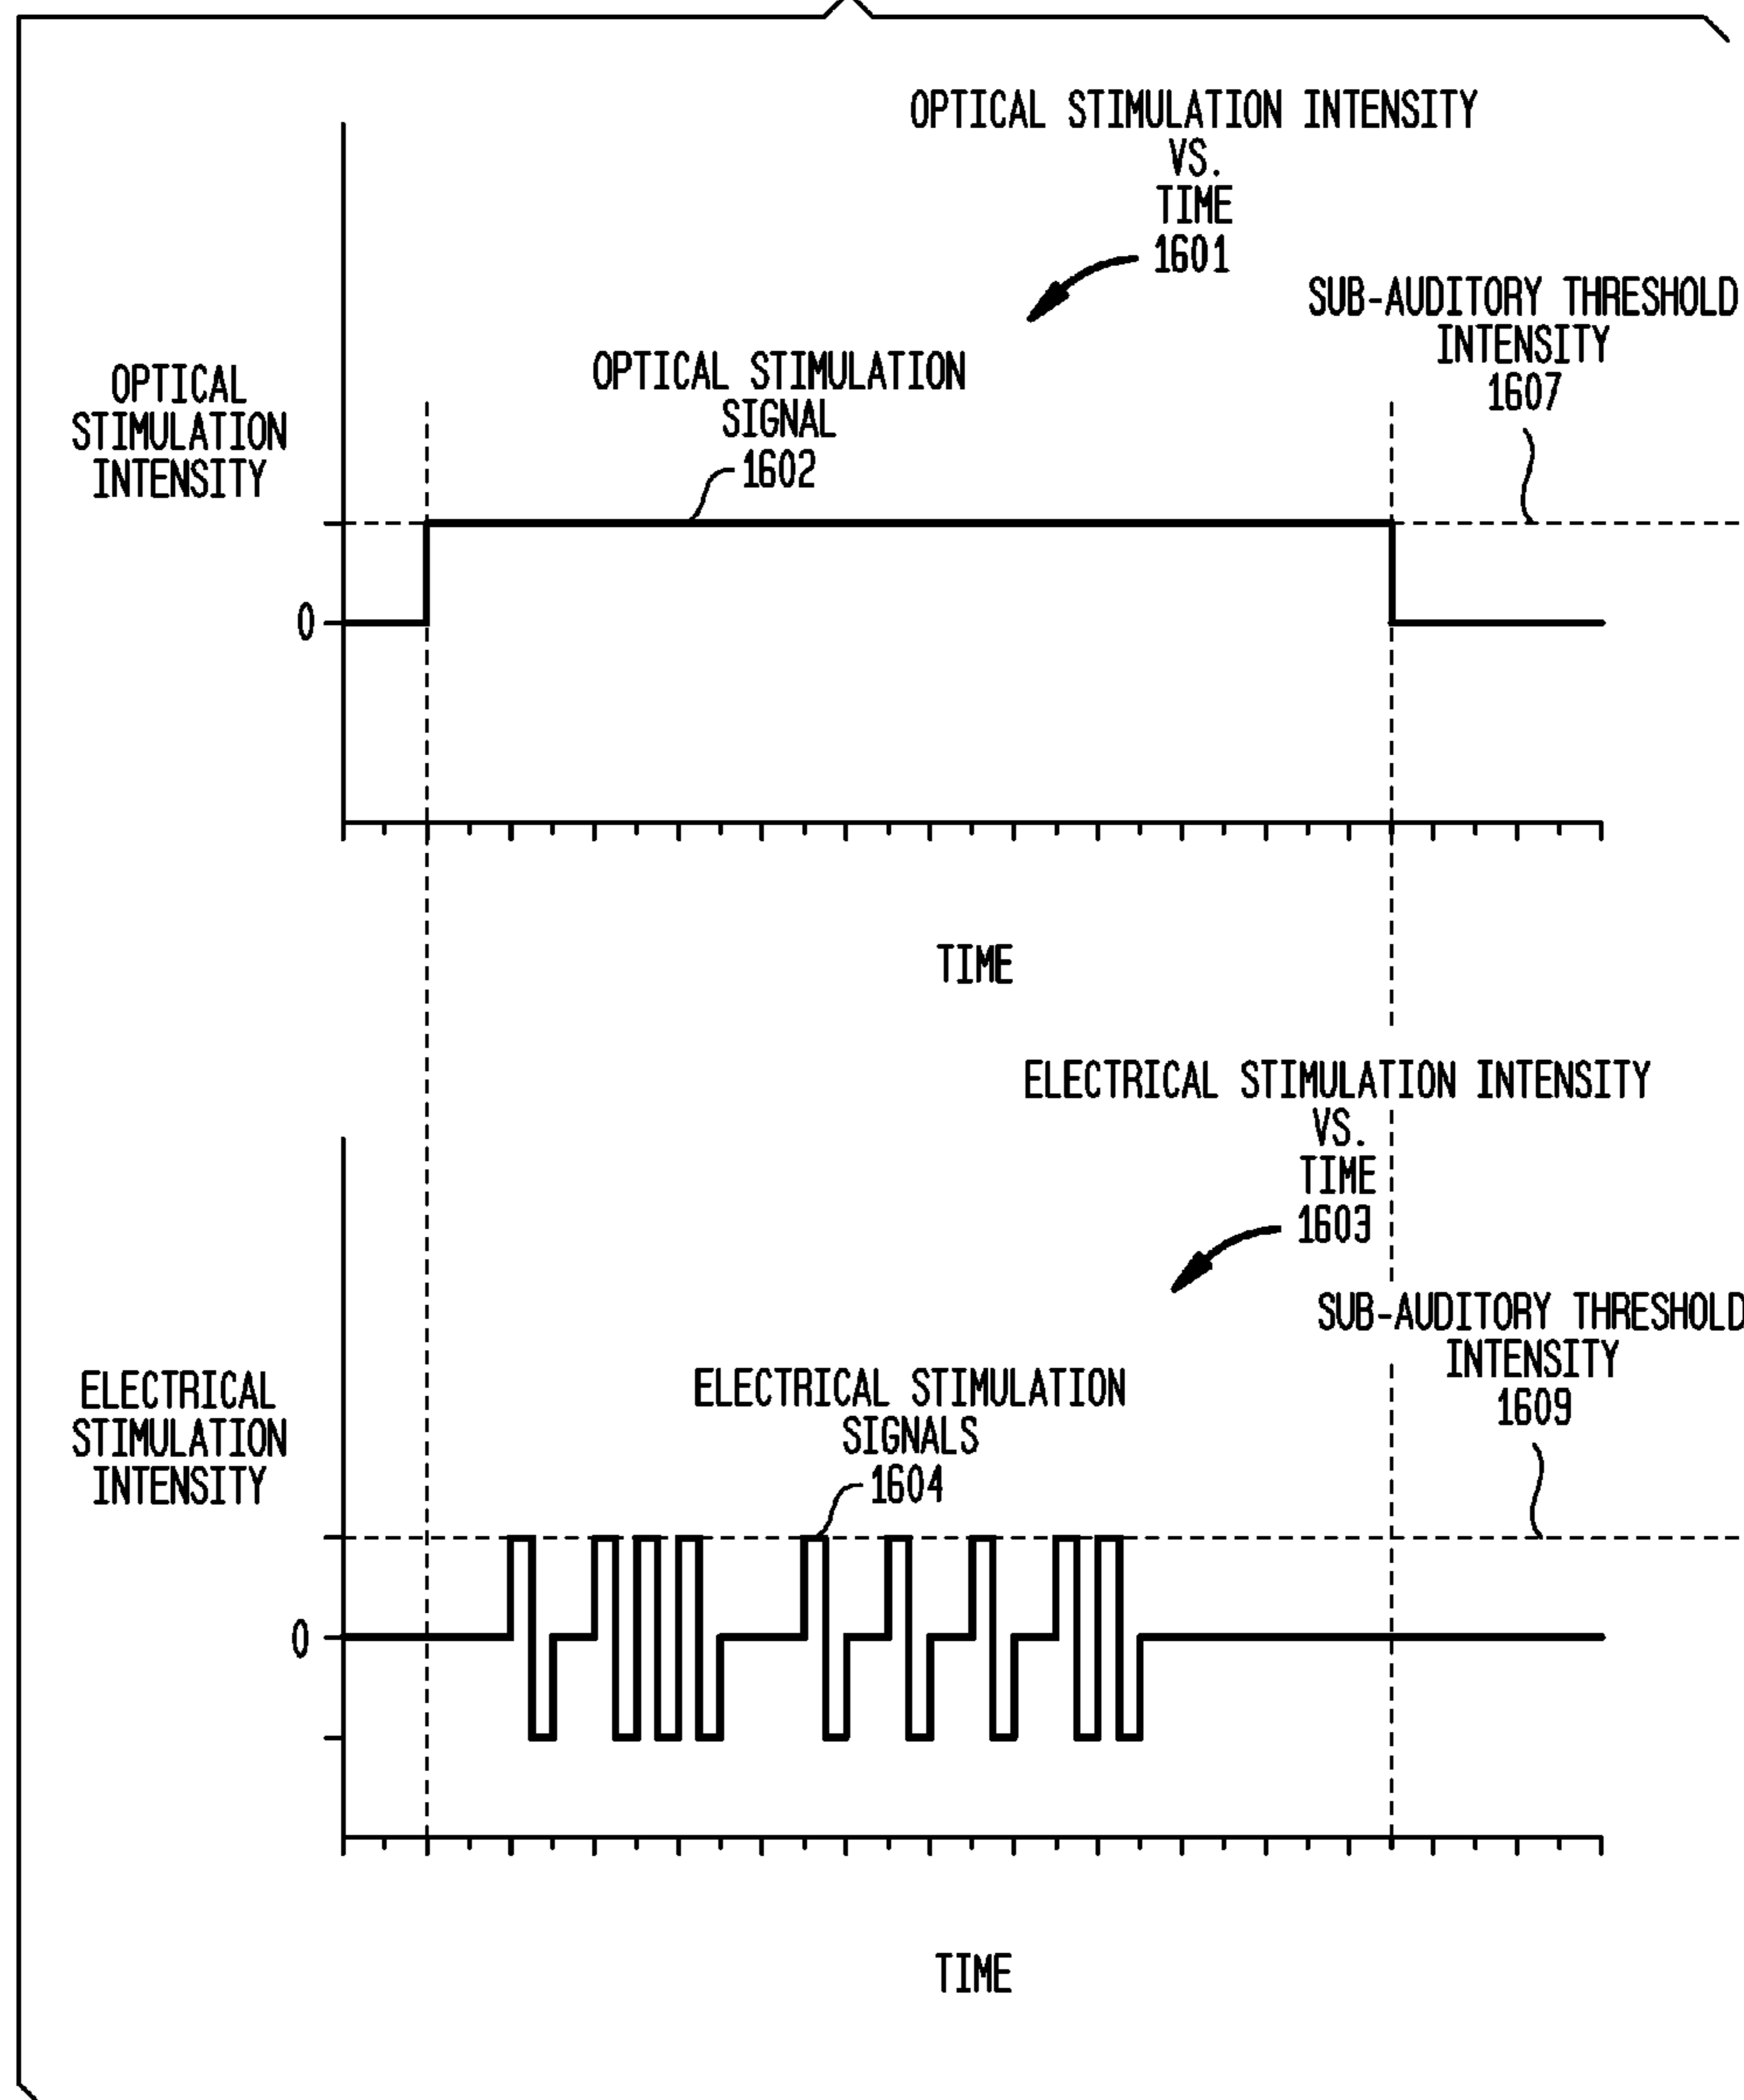 OPTICAL STIMULATION INTENSITY
VS.
TIME
1601
SUB-AUDITORY THRESHOLD
INTENSITY
1607
OPTICAL STIMULATION
SIGNAL
1602
OPTICAL
STIMULATION
INTENSITY
0
TIME
ELECTRICAL STIMULATION INTENSITY
VS.
TIME
1603
SUB-AUDITORY THRESHOLD
INTENSITY
1609
ELECTRICAL STIMULATION
SIGNALS
1604
ELECTRICAL
STIMULATION
INTENSITY
0
TIME